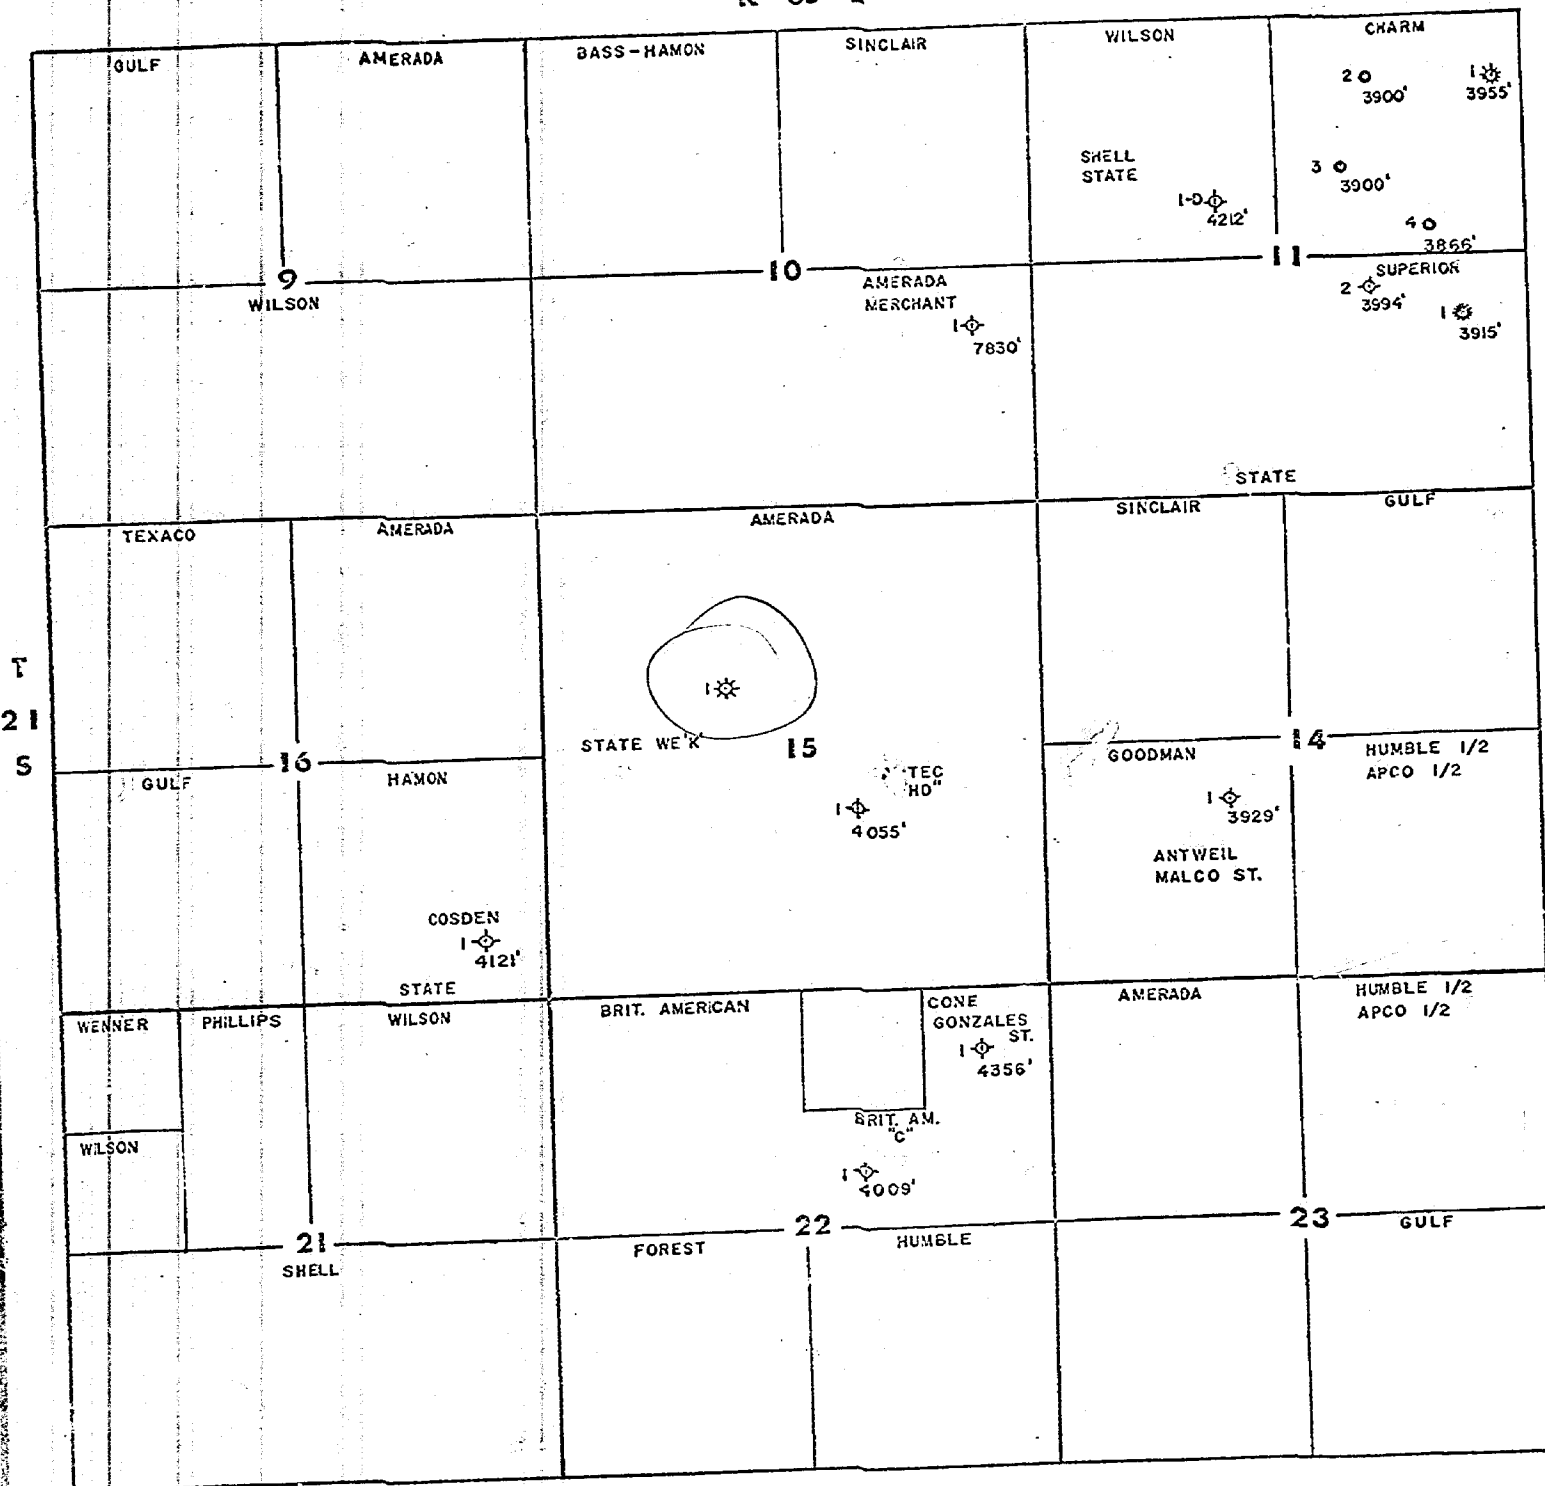 GULF
AMERADA
BASS-HAMON
SINCLAIR
WILSON
CHARM
2
3900'
1
3955'
SHELL
STATE
3
3900'
1-D
4212'
4
3866'
9
WILSON
10
AMERADA
MERCHANT
1
7830'
11
SUPERIOR
2
3994'
1
3915'
STATE
TEXACO
AMERADA
AMERADA
SINCLAIR
GULF
T
21
S
1
STATE WE'K'
15
16
GULF
HAMON
TEC
HD"
1
4055'
14
GOODMAN
HUMBLE 1/2
APCO 1/2
1
3929'
ANTWEIL
MALCO ST.
COSDEN
1
4121'
STATE
WENNER
PHILLIPS
WILSON
BRIT. AMERICAN
CONE
GONZALES
ST.
1
4356'
AMERADA
HUMBLE 1/2
APCO 1/2
WILSON
BRIT. AM.
"C"
1
4009'
21
SHELL
22
FOREST
HUMBLE
23
GULF